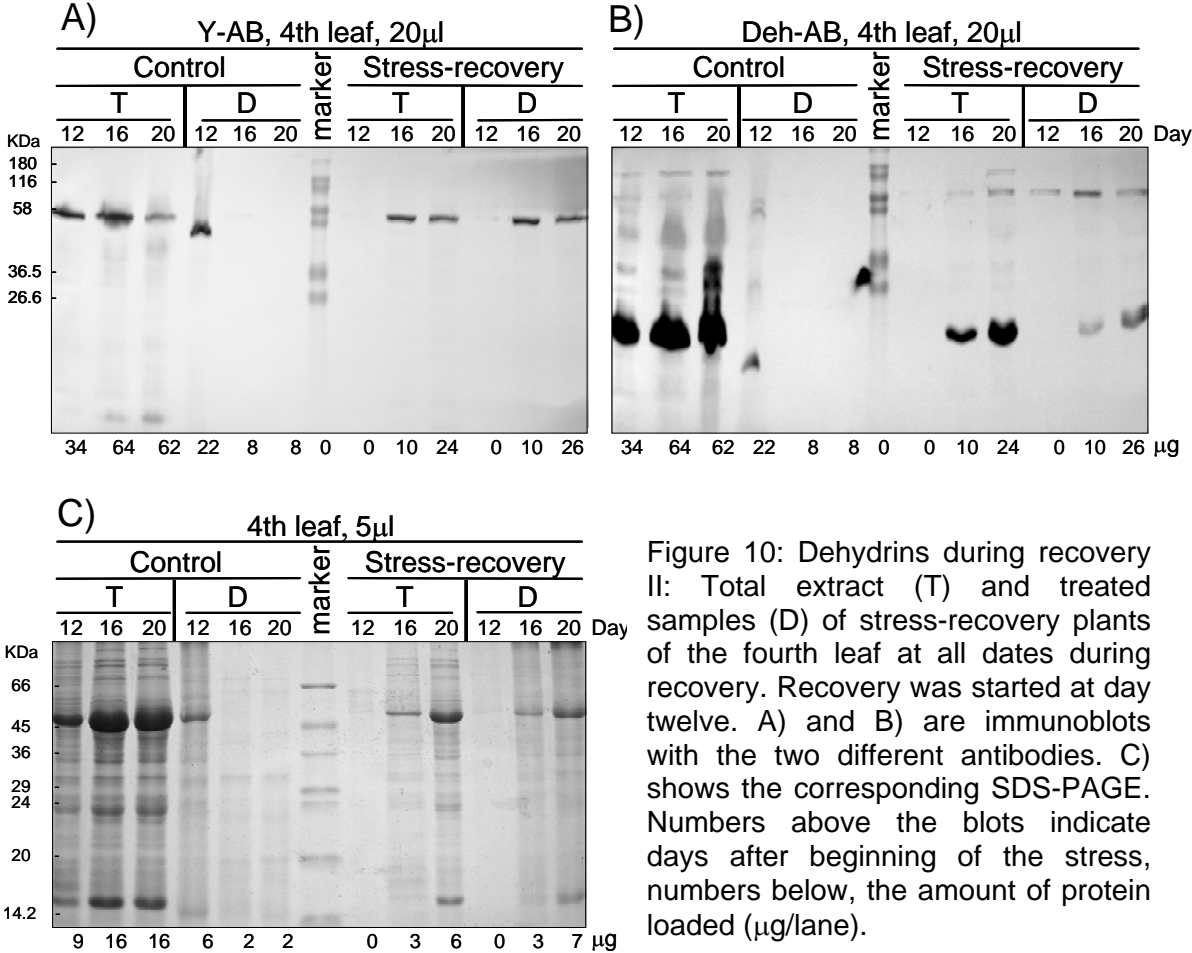 A)
Y-AB, 4th leaf, 20µl
Control marker Stress-recovery
T D T D
12 16 20 12 16 20 12 16 20 12 16 20
KDa
180
116
58
36.5
26.6
34 64 62 22 8 8 0 0 10 24 0 10 26
B)
Deh-AB, 4th leaf, 20µl
Control marker Stress-recovery
T D T D
12 16 20 12 16 20 12 16 20 12 16 20 Day
34 64 62 22 8 8 0 0 10 24 0 10 26 µg
C)
4th leaf, 5µl
Control marker Stress-recovery
T D T D
12 16 20 12 16 20 12 16 20 12 16 20 Day
KDa
66
45
36
29
24
20
14.2
9 16 16 6 2 2 0 3 6 0 3 7 µg
Figure 10: Dehydrins during recovery
II: Total extract (T) and treated
samples (D) of stress-recovery plants
of the fourth leaf at all dates during
recovery. Recovery was started at day
twelve. A) and B) are immunoblots
with the two different antibodies. C)
shows the corresponding SDS-PAGE.
Numbers above the blots indicate
days after beginning of the stress,
numbers below, the amount of protein
loaded (µg/lane).